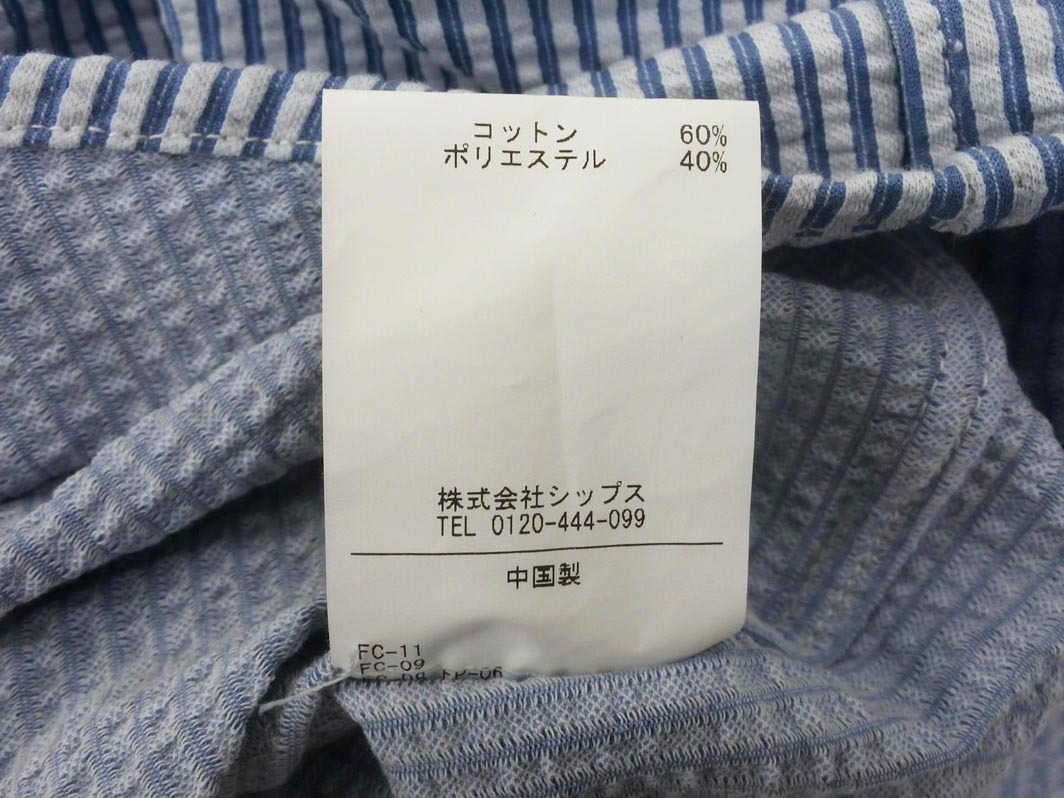 コットン 60%
ポリエステル 40%
株式会社シップス
TEL 0120-444-099
中国製
FC-11
FC-09